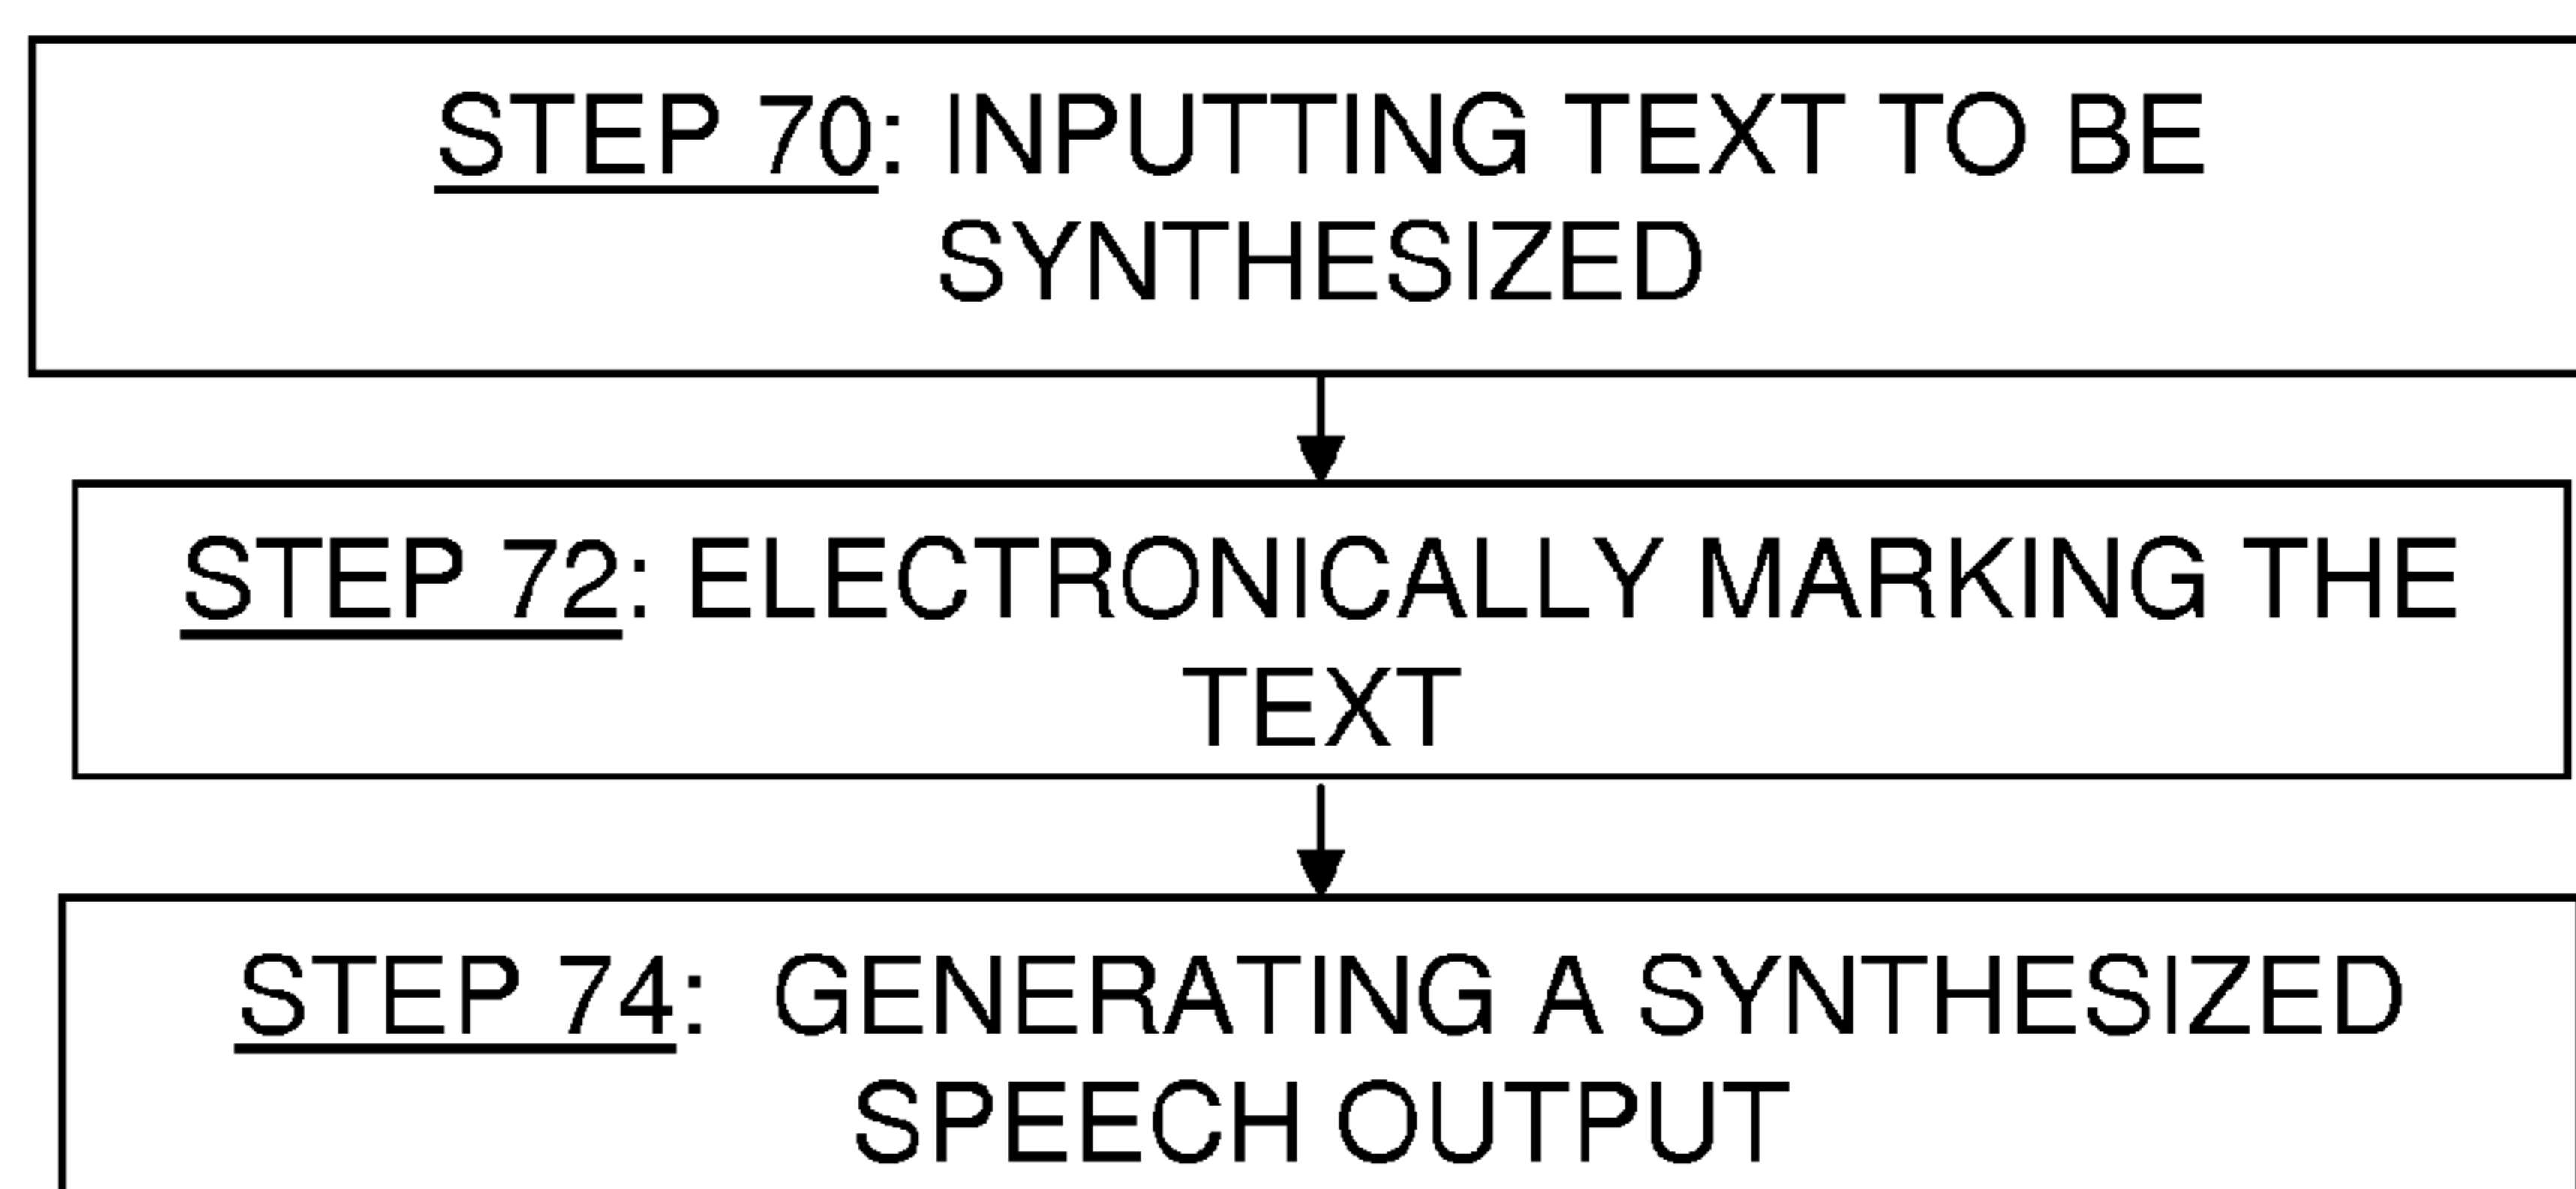 STEP 70: INPUTTING TEXT TO BE
SYNTHESIZED
STEP 72: ELECTRONICALLY MARKING THE
TEXT
STEP 74: GENERATING A SYNTHESIZED
SPEECH OUTPUT